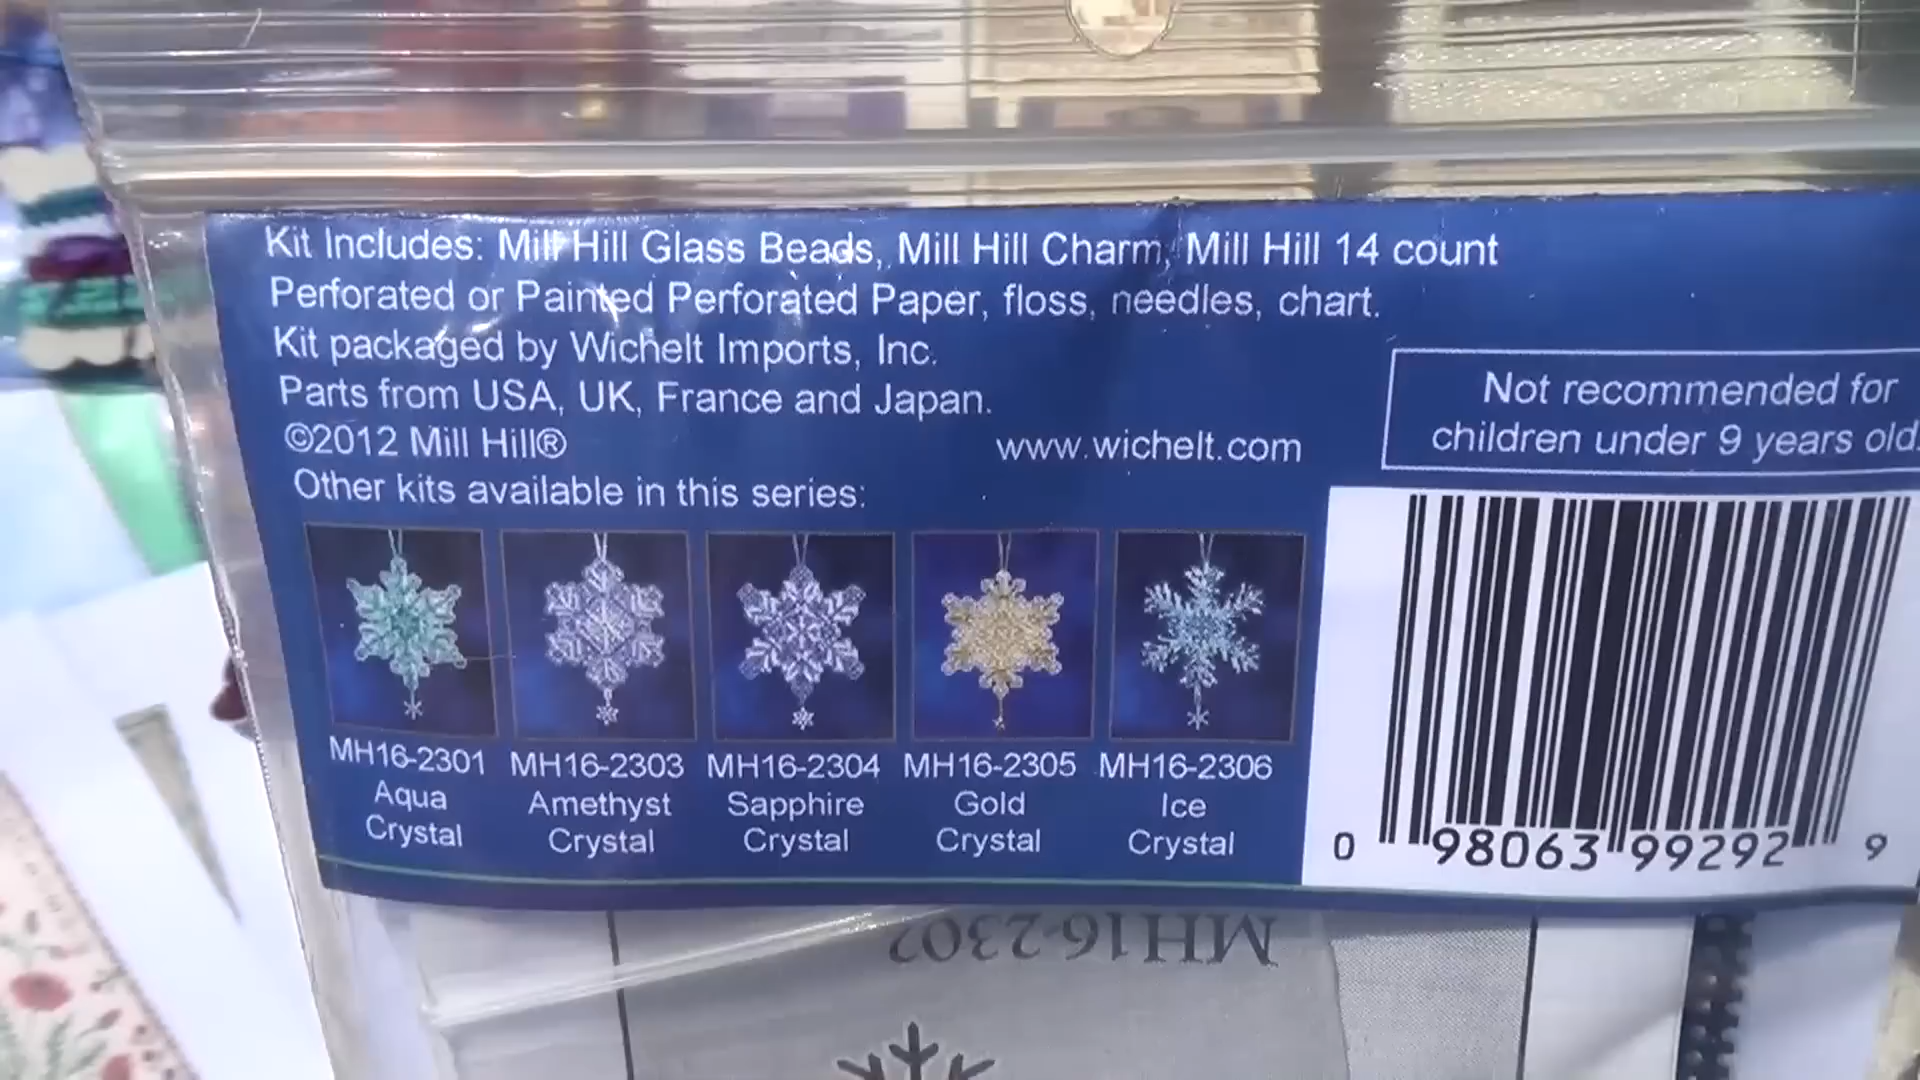 Kit Includes: Mill Hill Glass Beads, Mill Hill Charm, Mill Hill 14 count
Perforated or Painted Perforated Paper, floss, needles, chart.
Kit packaged by Wichelt Imports, Inc.
Parts from USA, UK, France and Japan.
©2012 Mill Hill®
www.wichelt.com
Not recommended for
children under 9 years old.
Other kits available in this series:
MH16-2301
Aqua
Crystal
MH16-2303
Amethyst
Crystal
MH16-2304
Sapphire
Crystal
MH16-2305
Gold
Crystal
MH16-2306
Ice
Crystal
0 98063 99292 9
MH16-2302